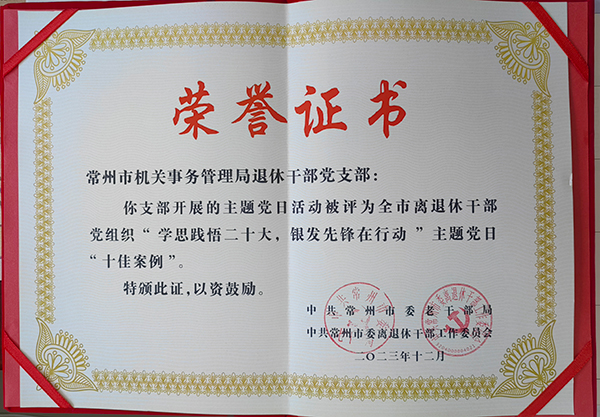 荣誉证书
常州市机关事务管理局退休干部党支部：
你支部开展的主题党日活动被评为全市离退休干部
党组织“学思践悟二十大，银发先锋在行动”主题党日
“十佳案例”。
特颁此证，以资鼓励。
中共常州市委老干部局
中共常州市委离退休干部工作委员会
二〇二三年十二月